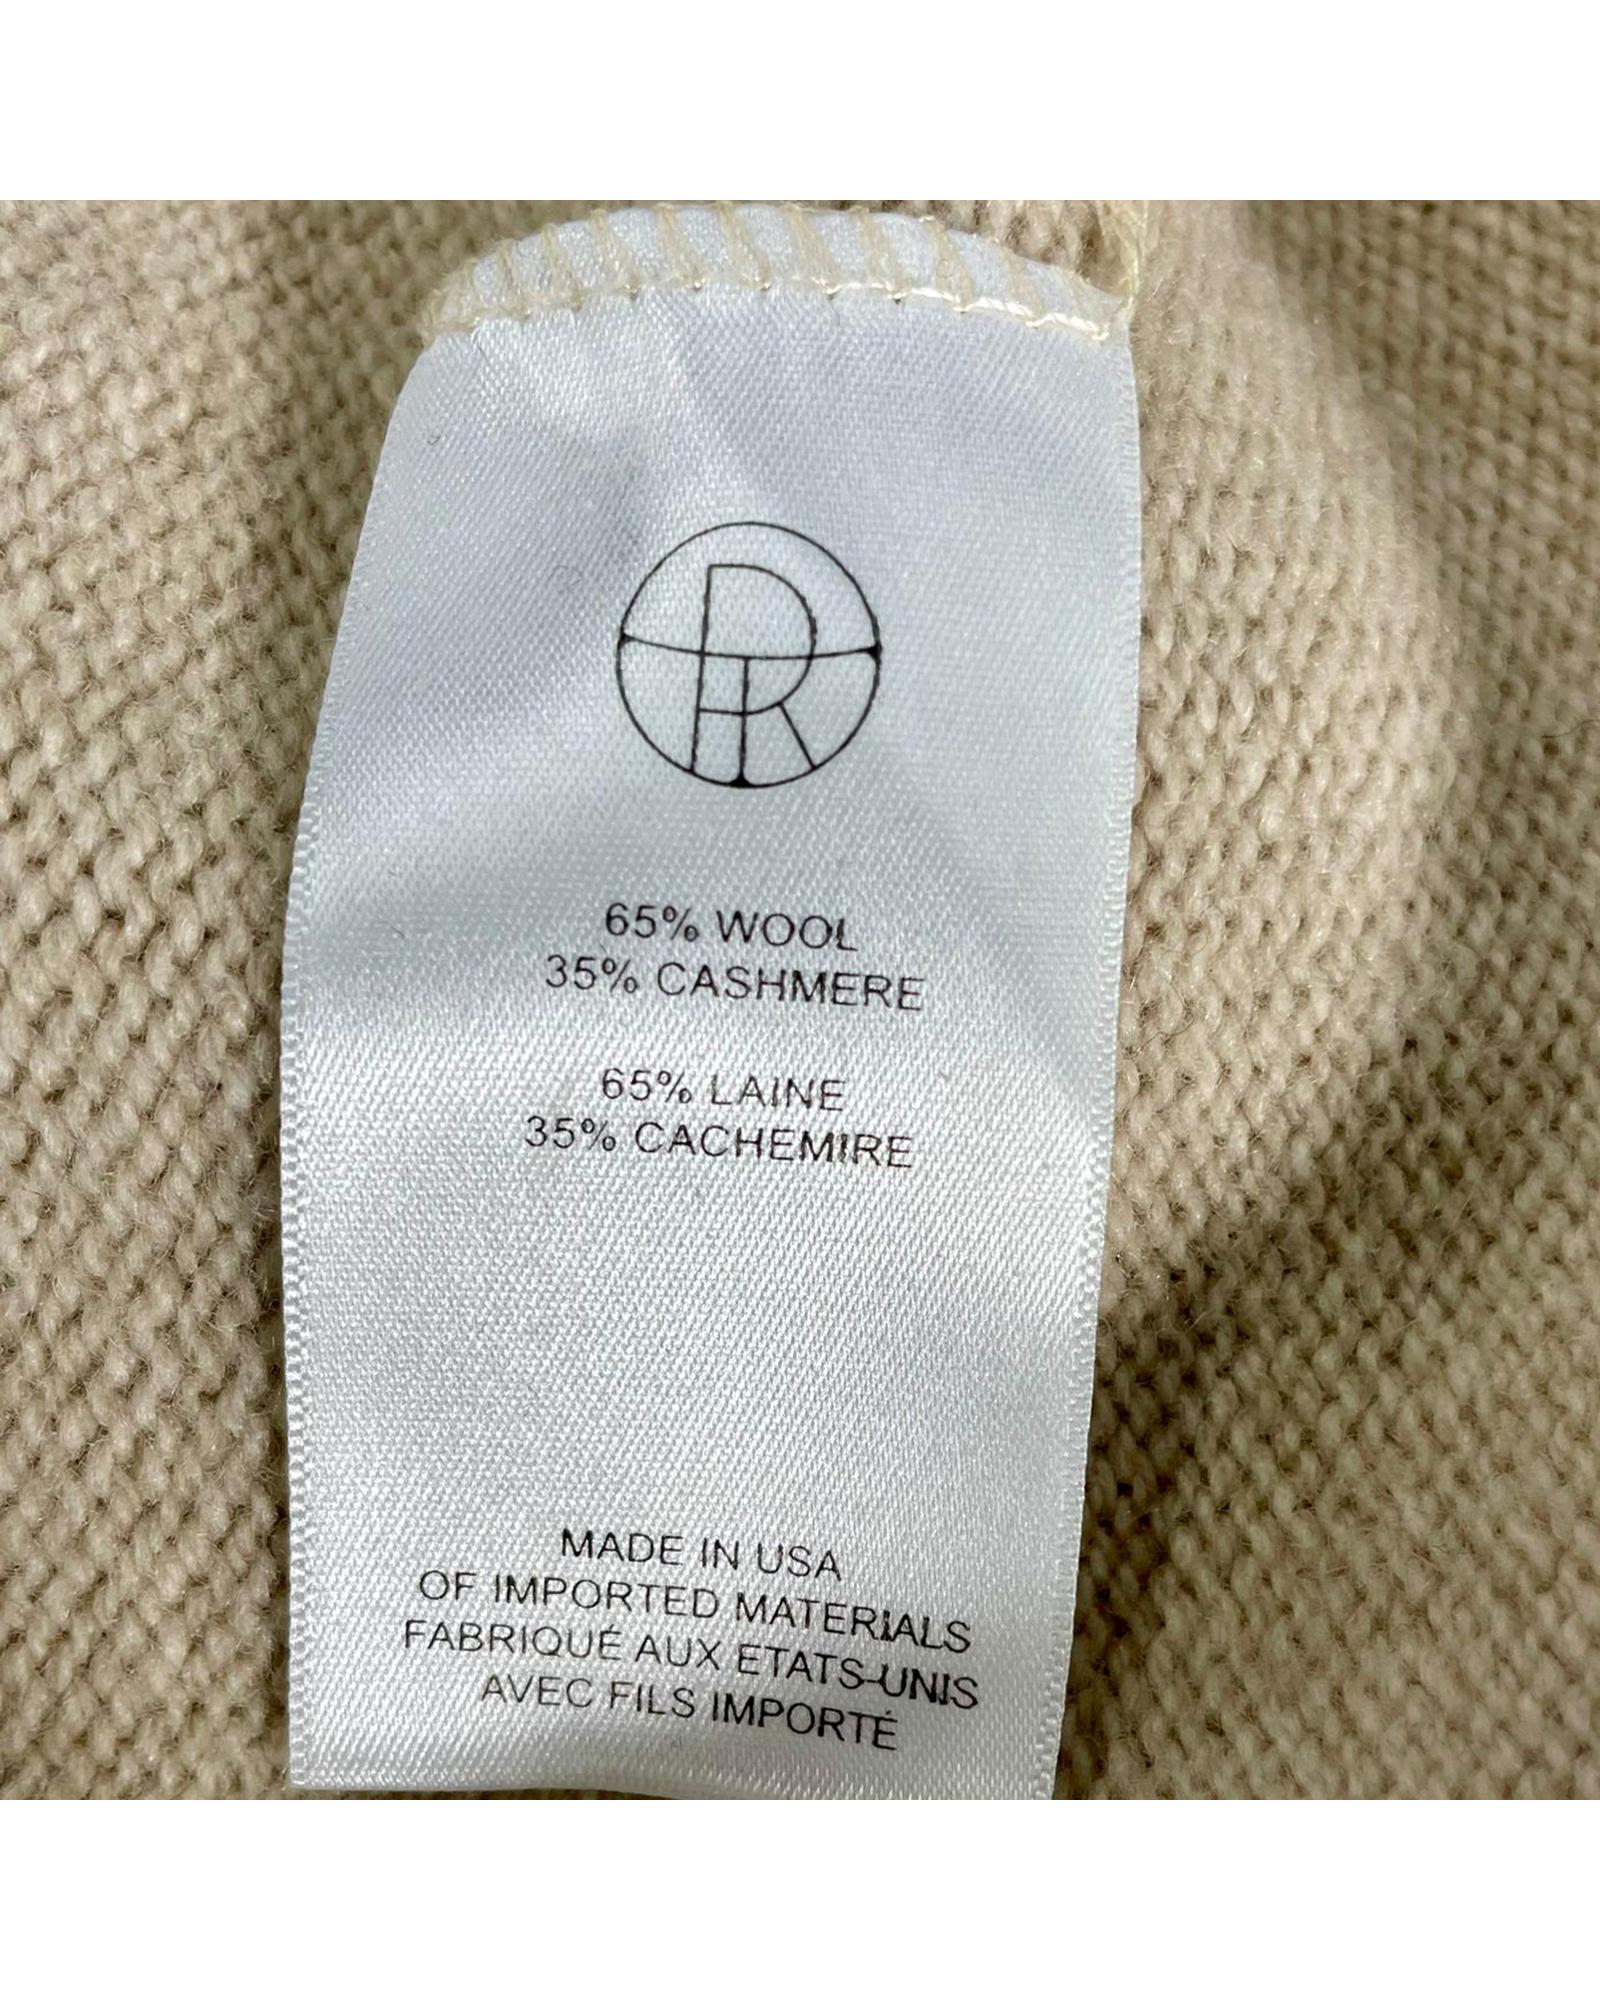 65% WOOL
35% CASHMERE
65% LAINE
35% CACHEMIRE
MADE IN USA
OF IMPORTED MATERIALS
FABRIQUÉ AUX ETATS-UNIS
AVEC FILS IMPORTÉ